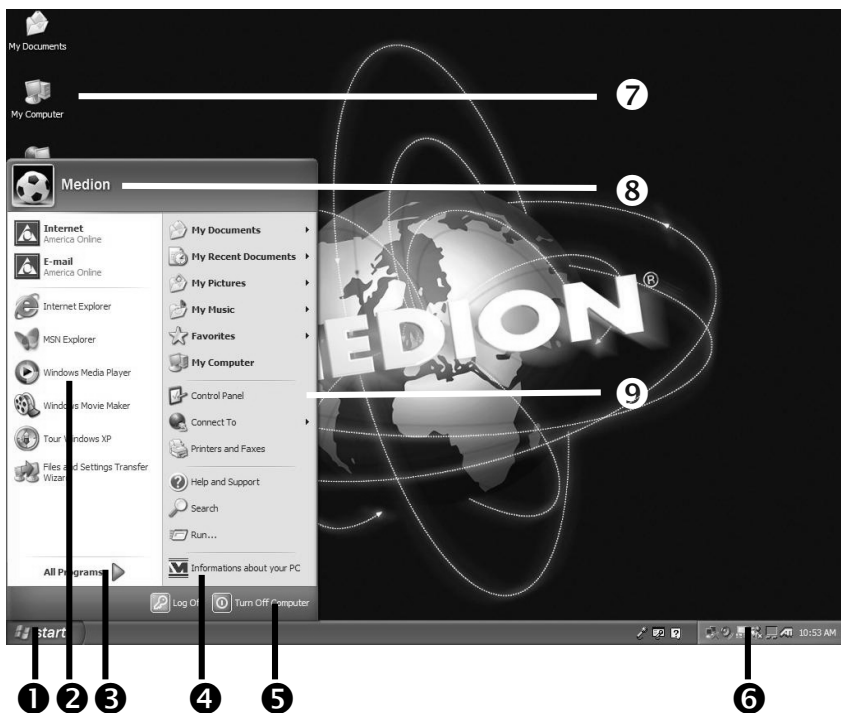 My Documents
My Computer
7
Medion
8
Internet
America Online
E-mail
America Online
Internet Explorer
MSN Explorer
Windows Media Player
Windows Movie Maker
Tour Windows XP
Files and Settings Transfer
Wizard
All Programs
My Documents
My Recent Documents
My Pictures
My Music
Favorites
My Computer
Control Panel
9
Connect To
Printers and Faxes
Help and Support
Search
Run...
Informations about your PC
MEDION®
Log Off
Turn Off Computer
start
ATI
10:53 AM
1
2
3
4
5
6